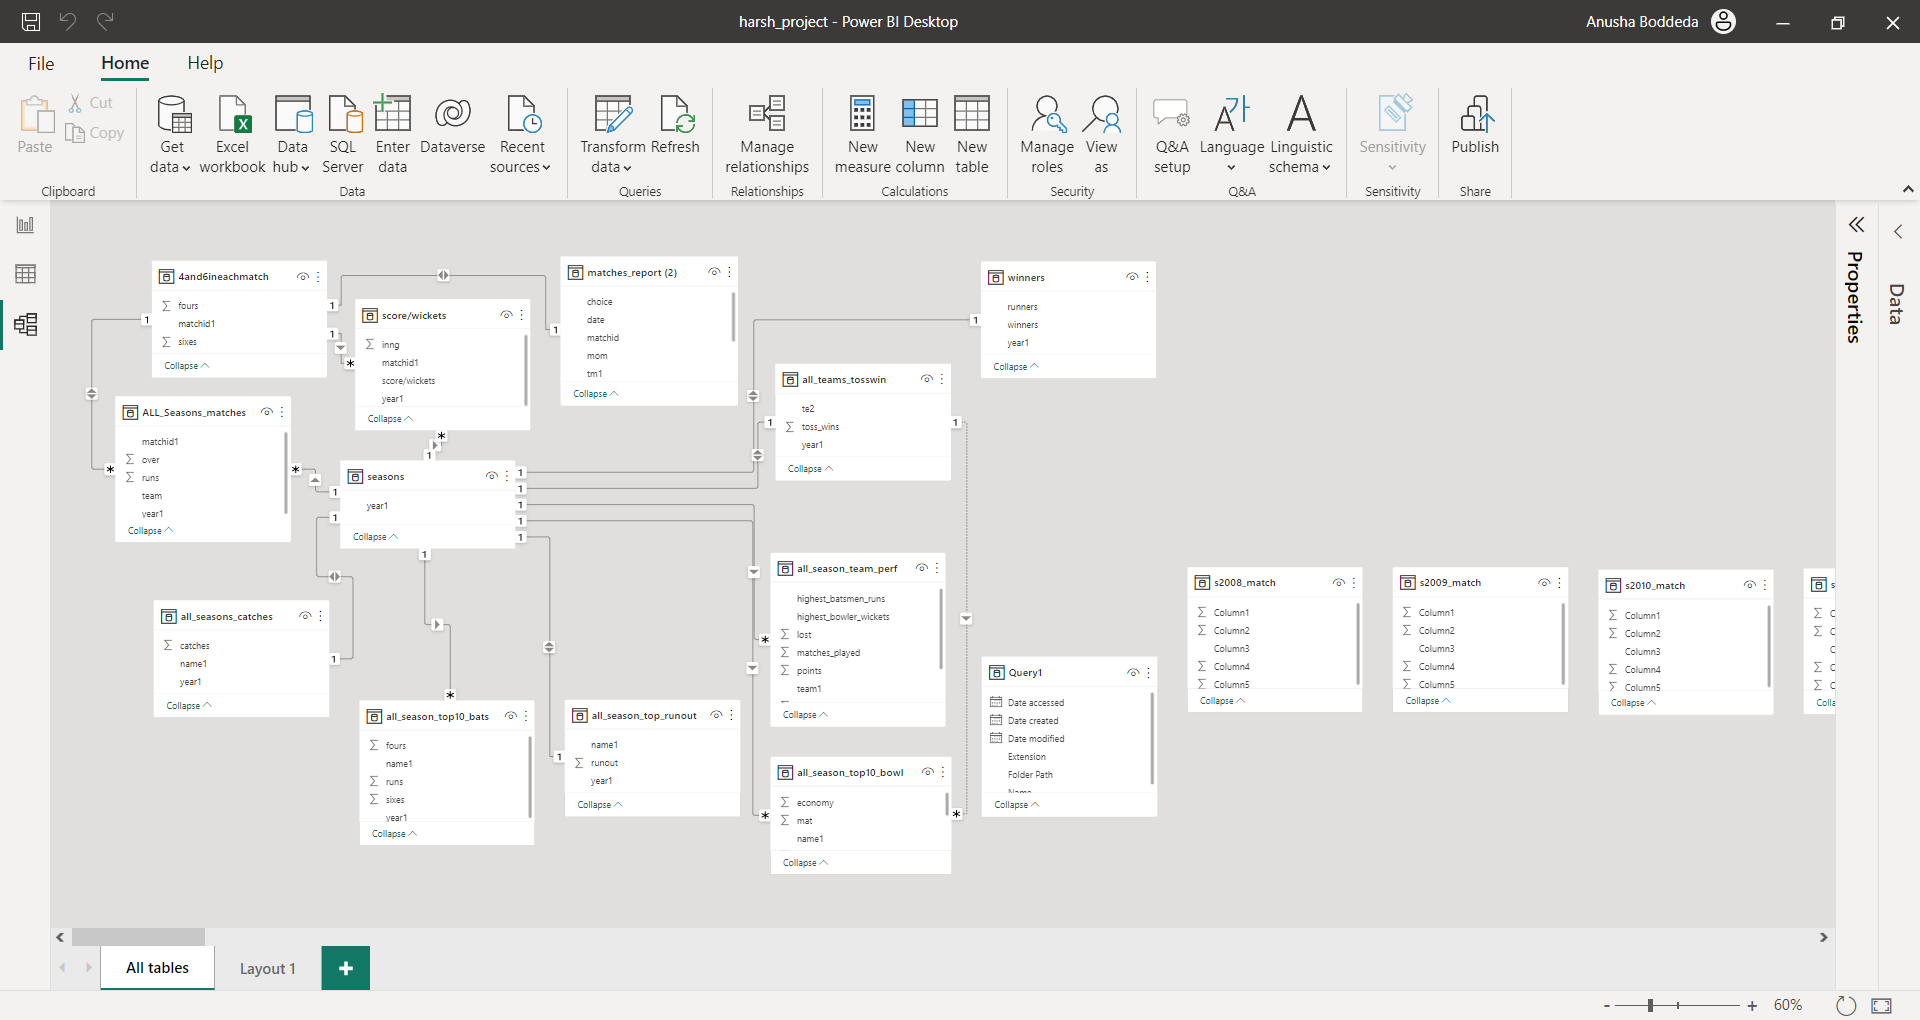 harsh_project - Power BI Desktop
Anusha Boddeda
File
Home
Help
Paste
Cut
Copy
Clipboard
Get data
Excel workbook
Data hub
SQL Server
Enter data
Dataverse
Recent sources
Data
Transform data
Refresh
Queries
Manage relationships
Relationships
New measure
New column
New table
Calculations
Manage roles
View as
Security
Q&A setup
Language
Linguistic schema
Q&A
Sensitivity
Sensitivity
Publish
Share
Properties
Data
4and6ineachmatch
fours
matchid1
sixes
Collapse
score/wickets
inng
matchid1
score/wickets
year1
Collapse
matches_report (2)
choice
date
matchid
mom
tm1
Collapse
winners
runners
winners
year1
Collapse
all_teams_tosswin
te2
toss_wins
year1
Collapse
ALL_Seasons_matches
matchid1
over
runs
team
year1
Collapse
seasons
year1
Collapse
all_seasons_catches
catches
name1
year1
Collapse
all_season_top10_bats
fours
name1
runs
sixes
year1
Collapse
all_season_top_runout
name1
runout
year1
Collapse
all_season_team_perf
highest_batsmen_runs
highest_bowler_wickets
lost
matches_played
points
team1
Collapse
all_season_top10_bowl
economy
mat
name1
Collapse
Query1
Date accessed
Date created
Date modified
Extension
Folder Path
Name
Collapse
s2008_match
Column1
Column2
Column3
Column4
Column5
Collapse
s2009_match
Column1
Column2
Column3
Column4
Column5
Collapse
s2010_match
Column1
Column2
Column3
Column4
Column5
Collapse
All tables
Layout 1
60%